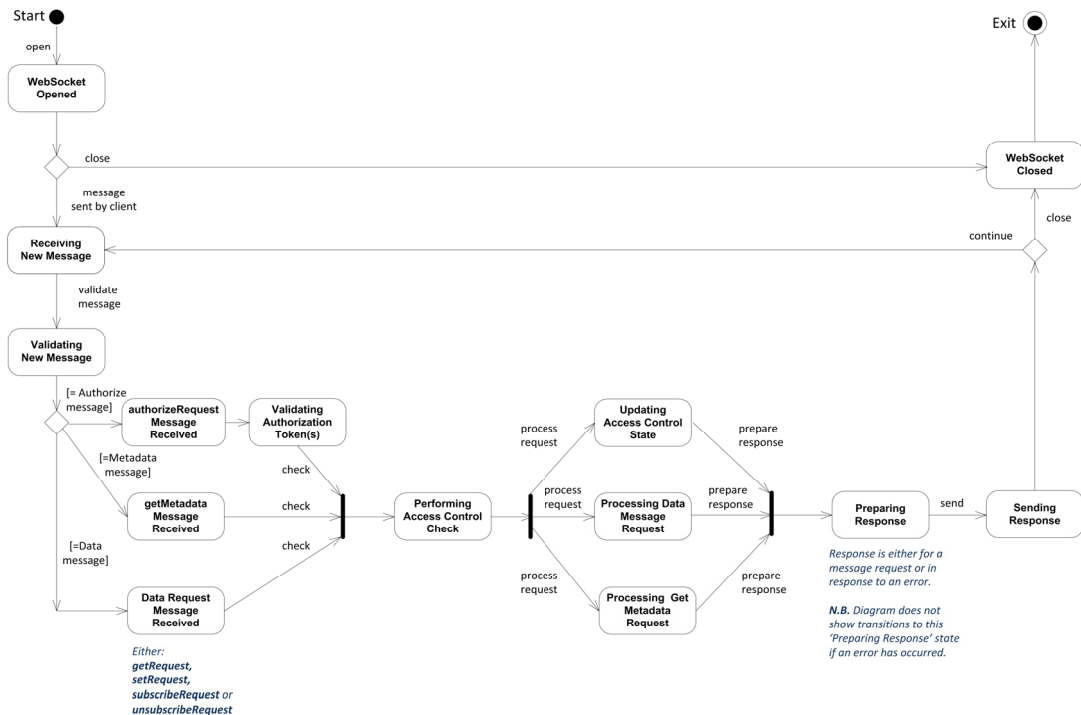 Start
Exit
open
WebSocket
Opened
close
WebSocket
Closed
message
sent by client
close
Receiving
New Message
continue
validate
message
Validating
New Message
[= Authorize
message]
authorizeRequest
Message
Received
Validating
Authorization
Token(s)
Updating
Access Control
State
process
request
prepare
response
[=Metadata
message]
check
getMetadata
Message
Received
check
Performing
Access Control
Check
process
request
Processing Data
Message
Request
prepare
response
Preparing
Response
send
Sending
Response
[=Data
message]
check
process
request
prepare
response
Data Request
Message
Received
Processing Get
Metadata
Request
Response is either for a
message request or in
response to an error.
N.B. Diagram does not
show transitions to this
‘Preparing Response’ state
if an error has occurred.
Either:
getRequest,
setRequest,
subscribeRequest or
unsubscribeRequest